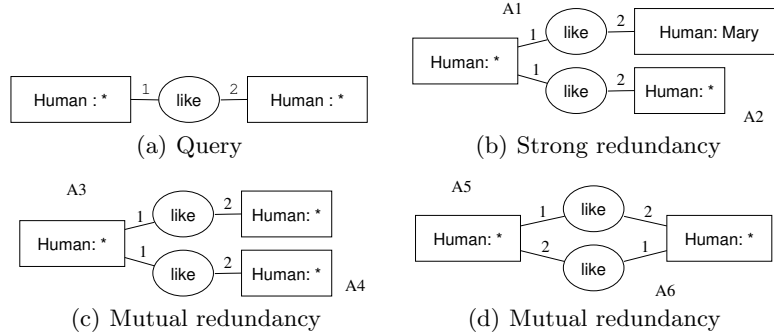 Human : *
1
like
2
Human : *
(a) Query
A1
Human: *
1
like
2
Human: Mary
1
like
2
Human: *
A2
(b) Strong redundancy
A3
Human: *
1
like
2
Human: *
1
like
2
Human: *
A4
(c) Mutual redundancy
A5
Human: *
1
like
2
Human: *
2
like
1
A6
(d) Mutual redundancy